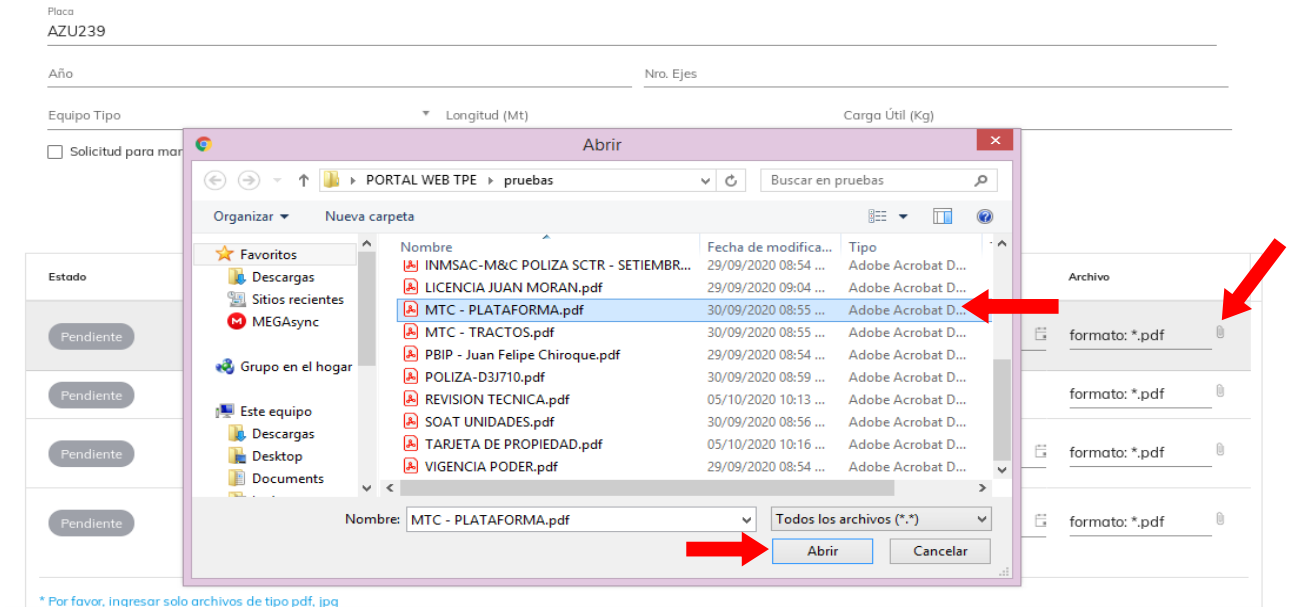 Placa
AZU239
Año
Nro. Ejes
Equipo Tipo
Longitud (Mt)
Carga Útil (Kg)
Solicitud para mar
Abrir
PORTAL WEB TPE
pruebas
Buscar en pruebas
Organizar
Nueva carpeta
Favoritos
Descargas
Sitios recientes
MEGAsync
Grupo en el hogar
Este equipo
Descargas
Desktop
Documents
Nombre Fecha de modifica... Tipo
INMSAC-M&C POLIZA SCTR - SETIEMBR... 29/09/2020 08:54 ... Adobe Acrobat D...
LICENCIA JUAN MORAN.pdf 29/09/2020 09:04 ... Adobe Acrobat D...
MTC - PLATAFORMA.pdf 30/09/2020 08:55 ... Adobe Acrobat D...
MTC - TRACTOS.pdf 30/09/2020 08:55 ... Adobe Acrobat D...
PBIP - Juan Felipe Chiroque.pdf 29/09/2020 08:54 ... Adobe Acrobat D...
POLIZA-D3J710.pdf 30/09/2020 08:59 ... Adobe Acrobat D...
REVISION TECNICA.pdf 05/10/2020 10:13 ... Adobe Acrobat D...
SOAT UNIDADES.pdf 30/09/2020 08:56 ... Adobe Acrobat D...
TARJETA DE PROPIEDAD.pdf 05/10/2020 10:16 ... Adobe Acrobat D...
VIGENCIA PODER.pdf 29/09/2020 08:54 ... Adobe Acrobat D...
Nombre: MTC - PLATAFORMA.pdf
Todos los archivos (*.*)
Abrir
Cancelar
Estado
Archivo
Pendiente
formato: *.pdf
Pendiente
formato: *.pdf
Pendiente
formato: *.pdf
Pendiente
formato: *.pdf
* Por favor, ingresar solo archivos de tipo pdf, jpg